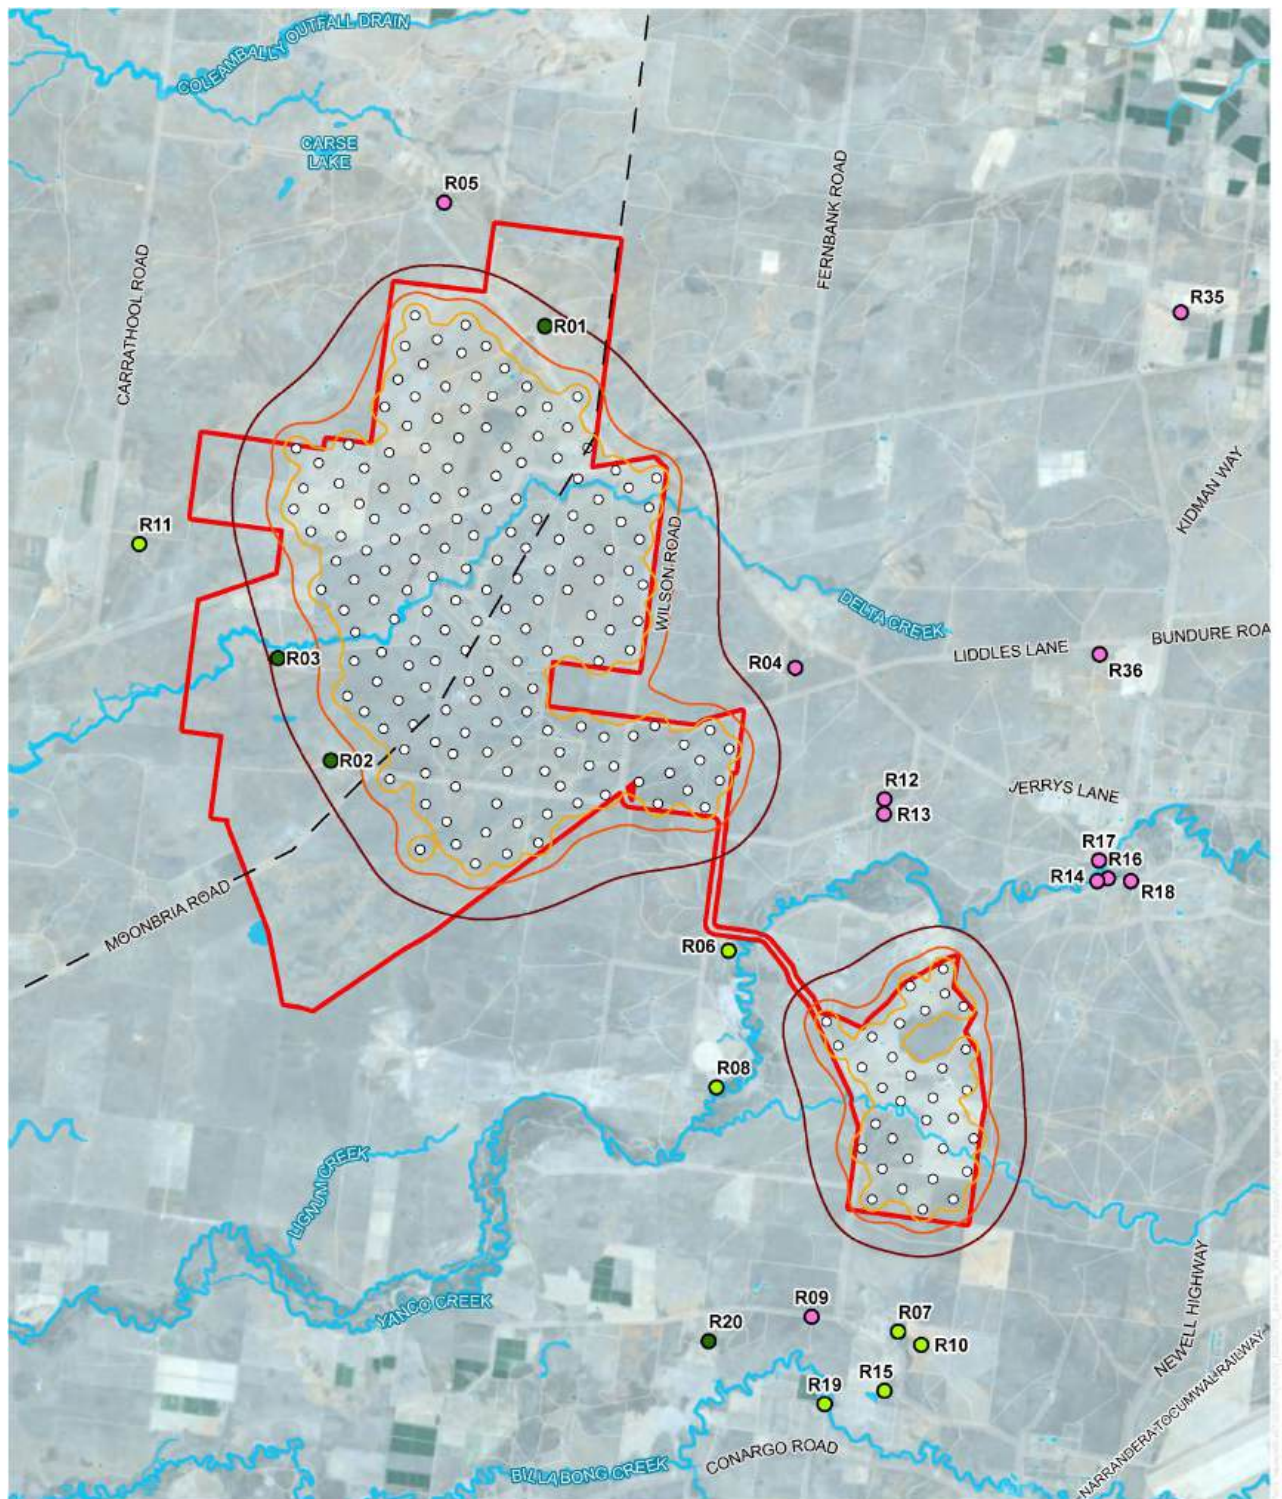 COLEAMBALLY OUTFALL DRAIN
CARSE
LAKE
R05
FERNBANK ROAD
CARRATHOOL ROAD
R35
R01
KIDMAN WAY
R11
WILSON ROAD
DELTA CREEK
BUNDURE ROA
LIDDLES LANE
R03
R04
R36
R02
R12
JERRYS LANE
R13
R17
R16
R14
R18
MOONBRIA ROAD
R06
R08
LIGNUM CREEK
YANCO CREEK
NEWELL HIGHWAY
R09
R07
R20
R10
R15
R19
NARRANDERA TO TOCUMWAL RAILWAY
CONARGO ROAD
BILLABONG CREEK